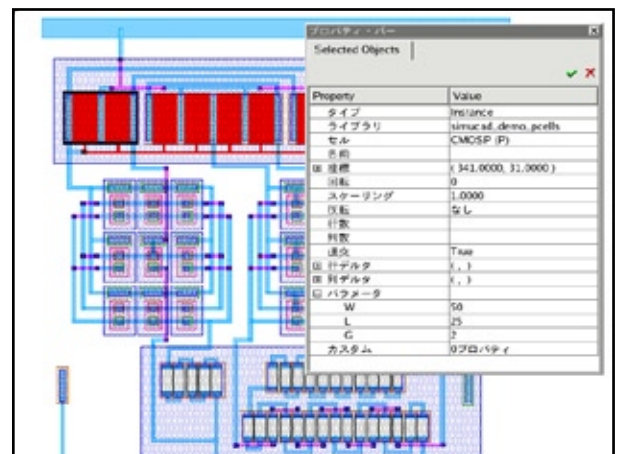 プロパティ・バー
Selected Objects
Property Value
タイプ Instance
ライブラリ simucad_demo_pcells
セル CMOSP (P)
名前
座標 ( 341.0000, 31.0000 )
回転 0
スケーリング 1.0000
反転 なし
行数
列数
直交 True
行デルタ ( , )
列デルタ ( , )
パラメータ
W 50
L 25
G 2
カスタム 0プロパティ